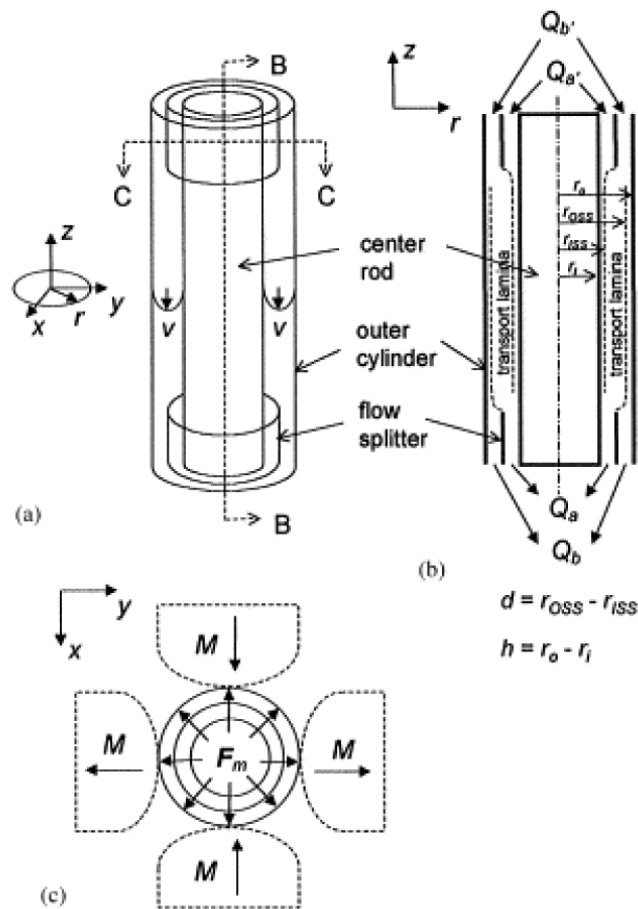 B
z
r
Q_b'
Q_a'
C
C
z
y
x
r
v
v
center
rod
outer
cylinder
flow
splitter
r_o
r_OSS
r_ISS
r_i
transport lamina
transport lamina
B
(a)
Q_a
Q_b
(b)
d = r_OSS - r_ISS
h = r_o - r_i
y
x
M
M
F_m
M
M
(c)